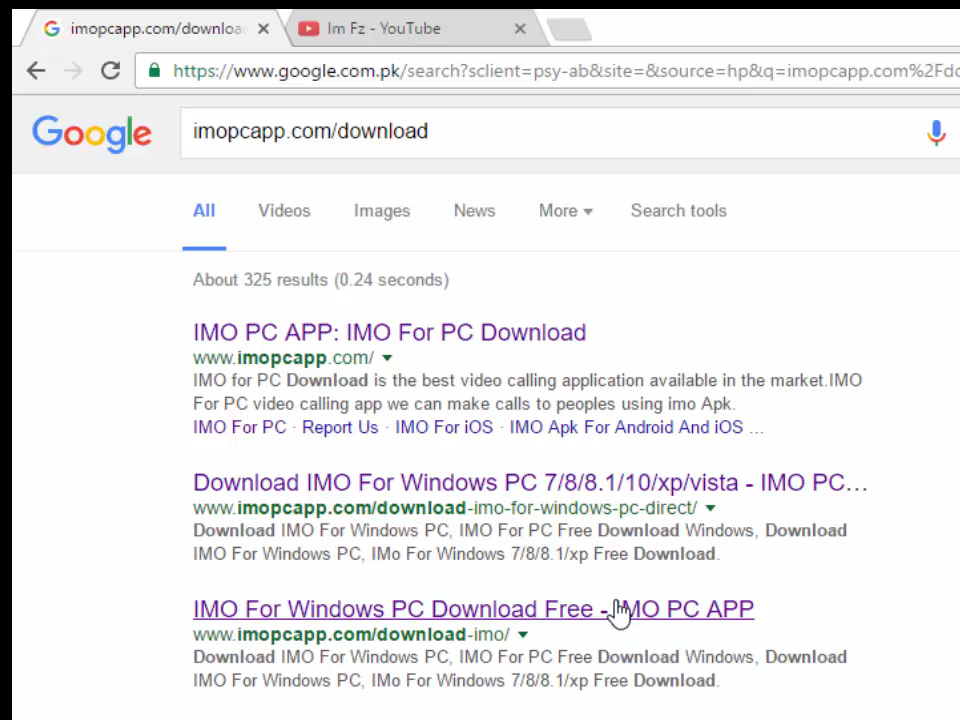 imopcapp.com/downloa
Im Fz - YouTube
https://www.google.com.pk/search?sclient=psy-ab&site=&source=hp&q=imopcapp.com%2Fdo
Google
imopcapp.com/download
All Videos Images News More Search tools
About 325 results (0.24 seconds)
IMO PC APP: IMO For PC Download
www.imopcapp.com/
IMO for PC Download is the best video calling application available in the market.IMO
For PC video calling app we can make calls to peoples using imo Apk.
IMO For PC · Report Us · IMO For iOS · IMO Apk For Android And iOS ...
Download IMO For Windows PC 7/8/8.1/10/xp/vista - IMO PC...
www.imopcapp.com/download-imo-for-windows-pc-direct/
Download IMO For Windows PC, IMO For PC Free Download Windows, Download
IMO For Windows PC, IMo For Windows 7/8/8.1/xp Free Download.
IMO For Windows PC Download Free - IMO PC APP
www.imopcapp.com/download-imo/
Download IMO For Windows PC, IMO For PC Free Download Windows, Download
IMO For Windows PC, IMo For Windows 7/8/8.1/xp Free Download.